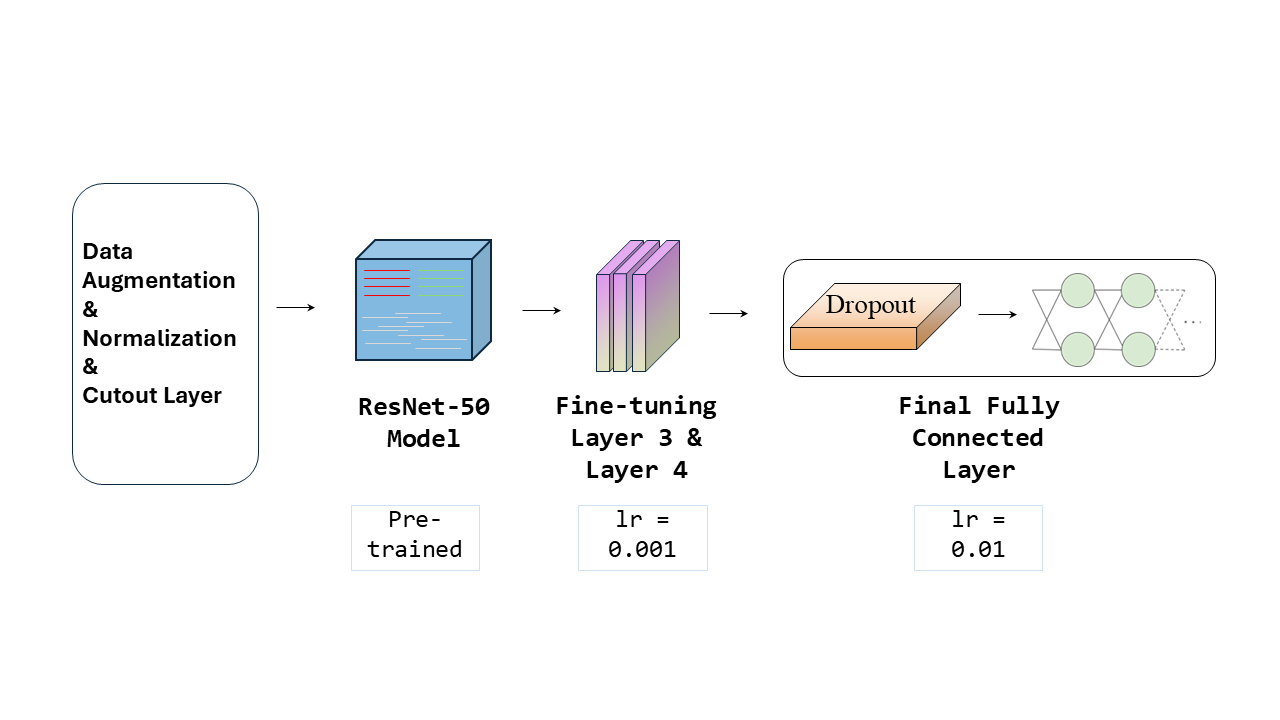 Data
Augmentation
&
Normalization
&
Cutout Layer
ResNet-50
Model
Pre-
trained
Fine-tuning
Layer 3 &
Layer 4
lr =
0.001
Dropout
...
Final Fully
Connected
Layer
lr =
0.01